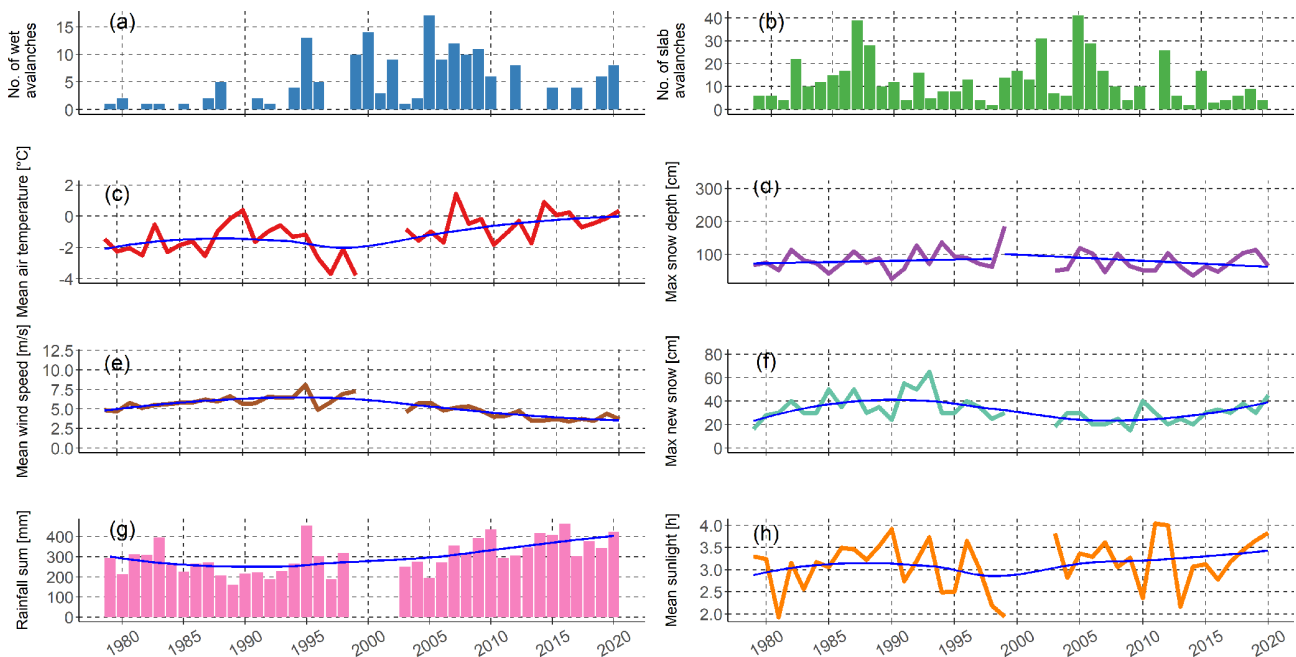 (a)
No. of wet
avalanches
15
10
5
0
(b)
No. of slab
avalanches
40
30
20
10
0
(c)
Mean air temperature [°C]
2
0
-2
-4
(d)
Max snow depth [cm]
300
200
100
(e)
Mean wind speed [m/s]
12.5
10.0
7.5
5.0
2.5
0.0
(f)
Max new snow [cm]
80
60
40
20
0
(g)
Rainfall sum [mm]
400
300
200
100
0
1980 1985 1990 1995 2000 2005 2010 2015 2020
(h)
Mean sunight [h]
4.0
3.5
3.0
2.5
2.0
1980 1985 1990 1995 2000 2005 2010 2015 2020